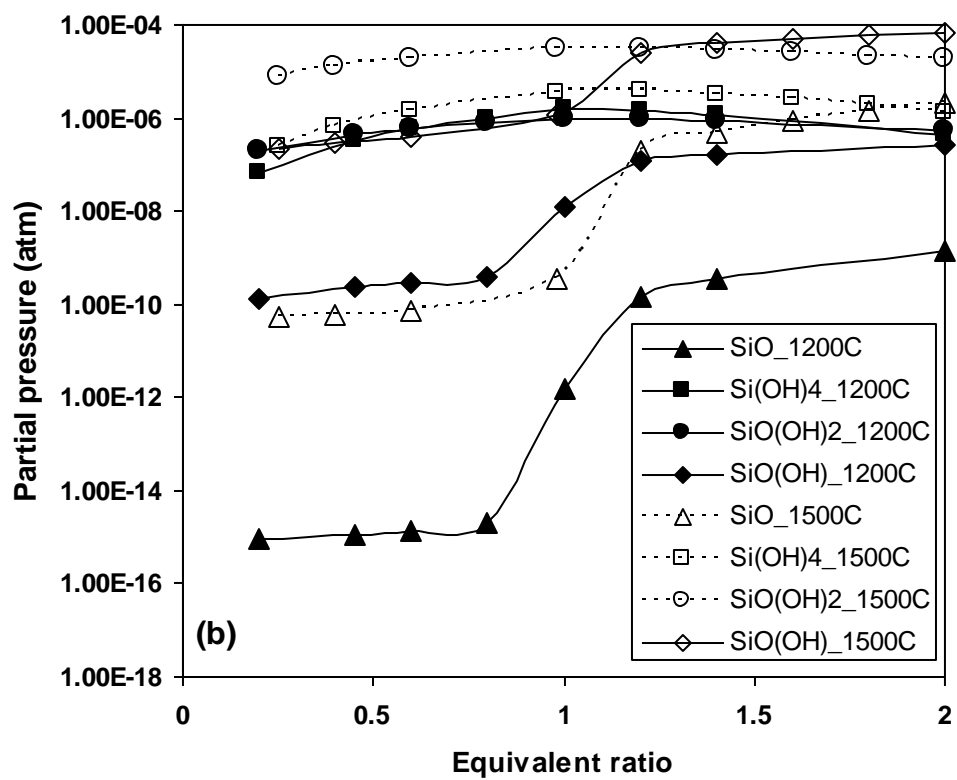 1.00E-04
1.00E-06
1.00E-08
1.00E-10
1.00E-12
1.00E-14
1.00E-16
1.00E-18
Partial pressure (atm)
(b)
SiO_1200C
Si(OH)4_1200C
SiO(OH)2_1200C
SiO(OH)_1200C
SiO_1500C
Si(OH)4_1500C
SiO(OH)2_1500C
SiO(OH)_1500C
0 0.5 1 1.5 2
Equivalent ratio